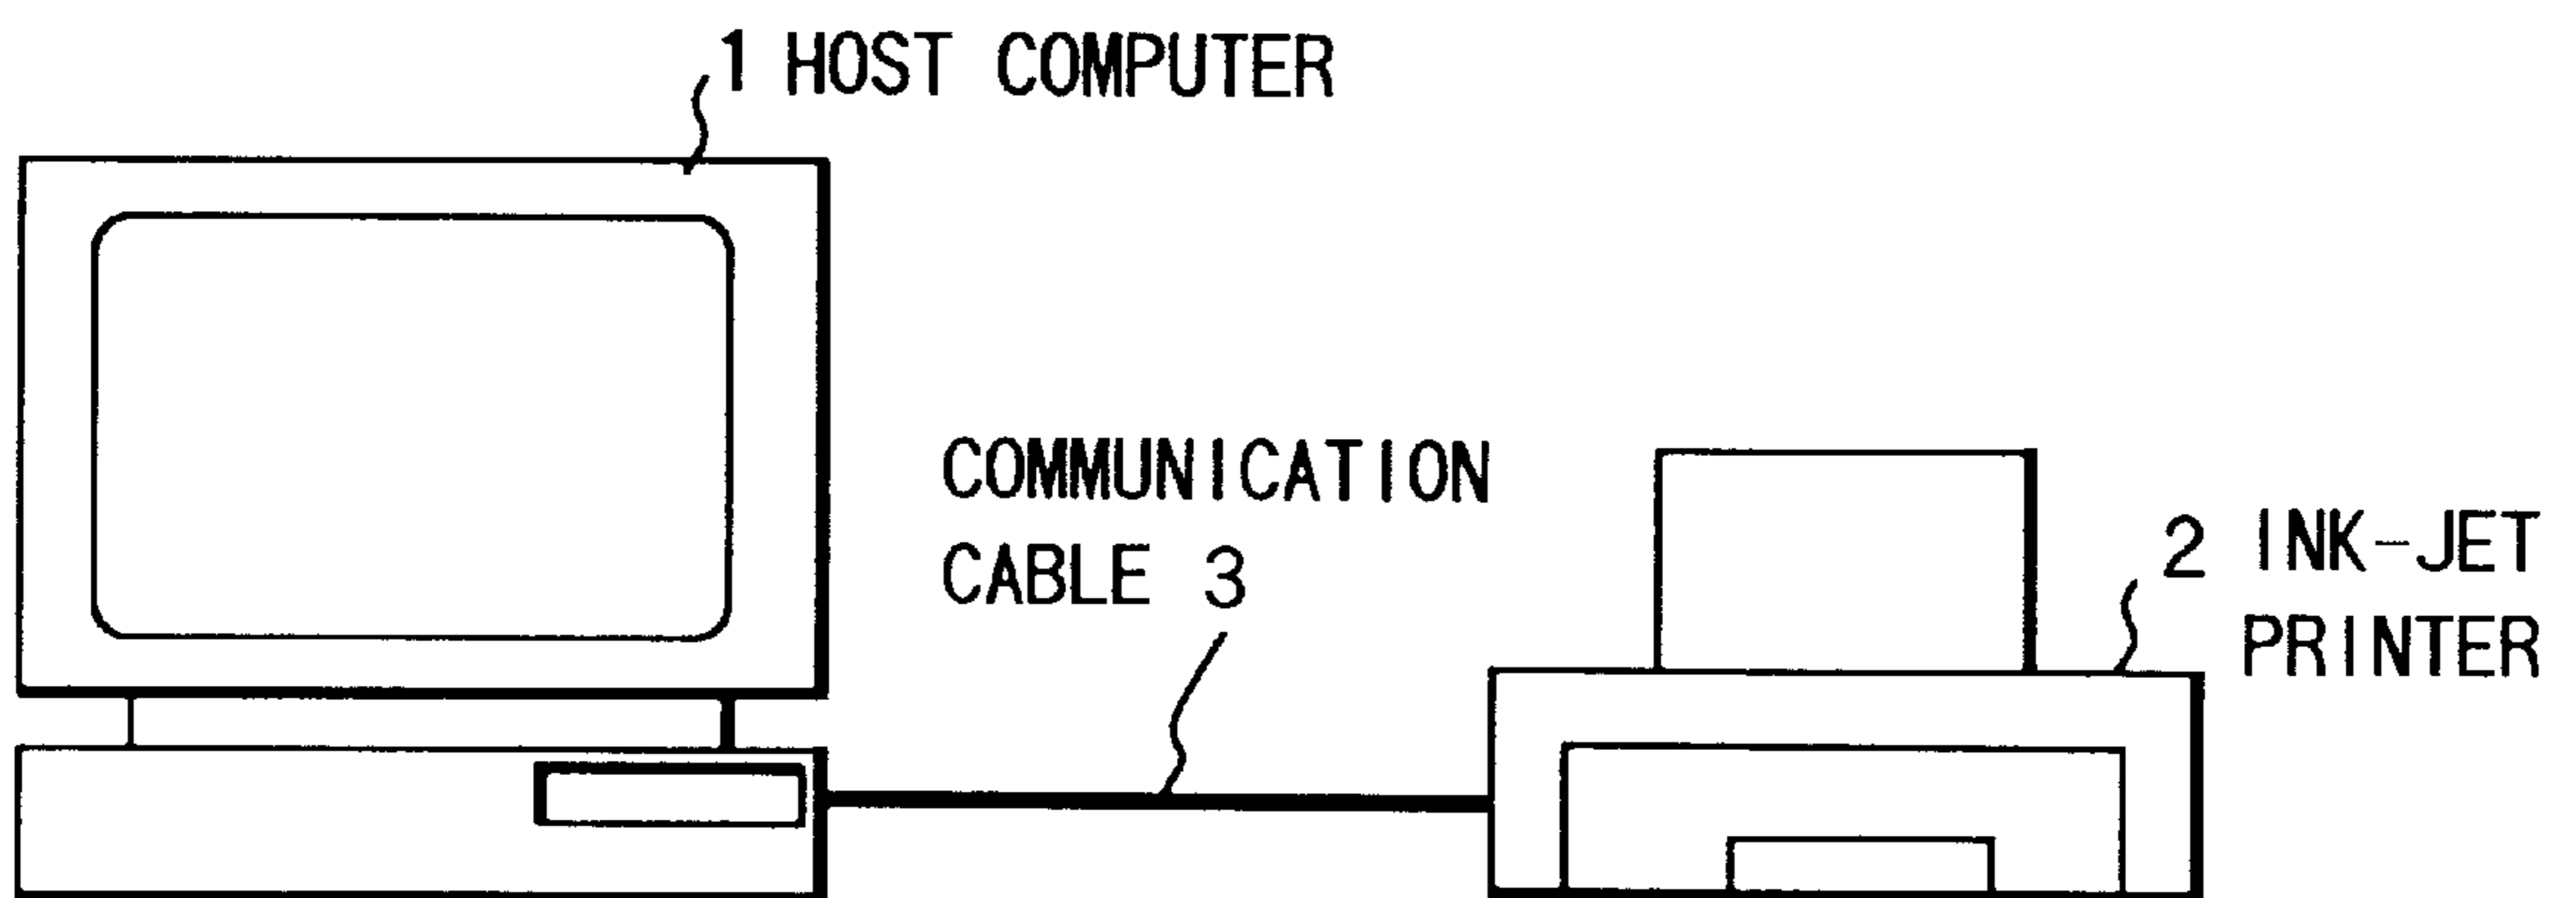 1 HOST COMPUTER
COMMUNICATION
CABLE 3
2 INK-JET
PRINTER